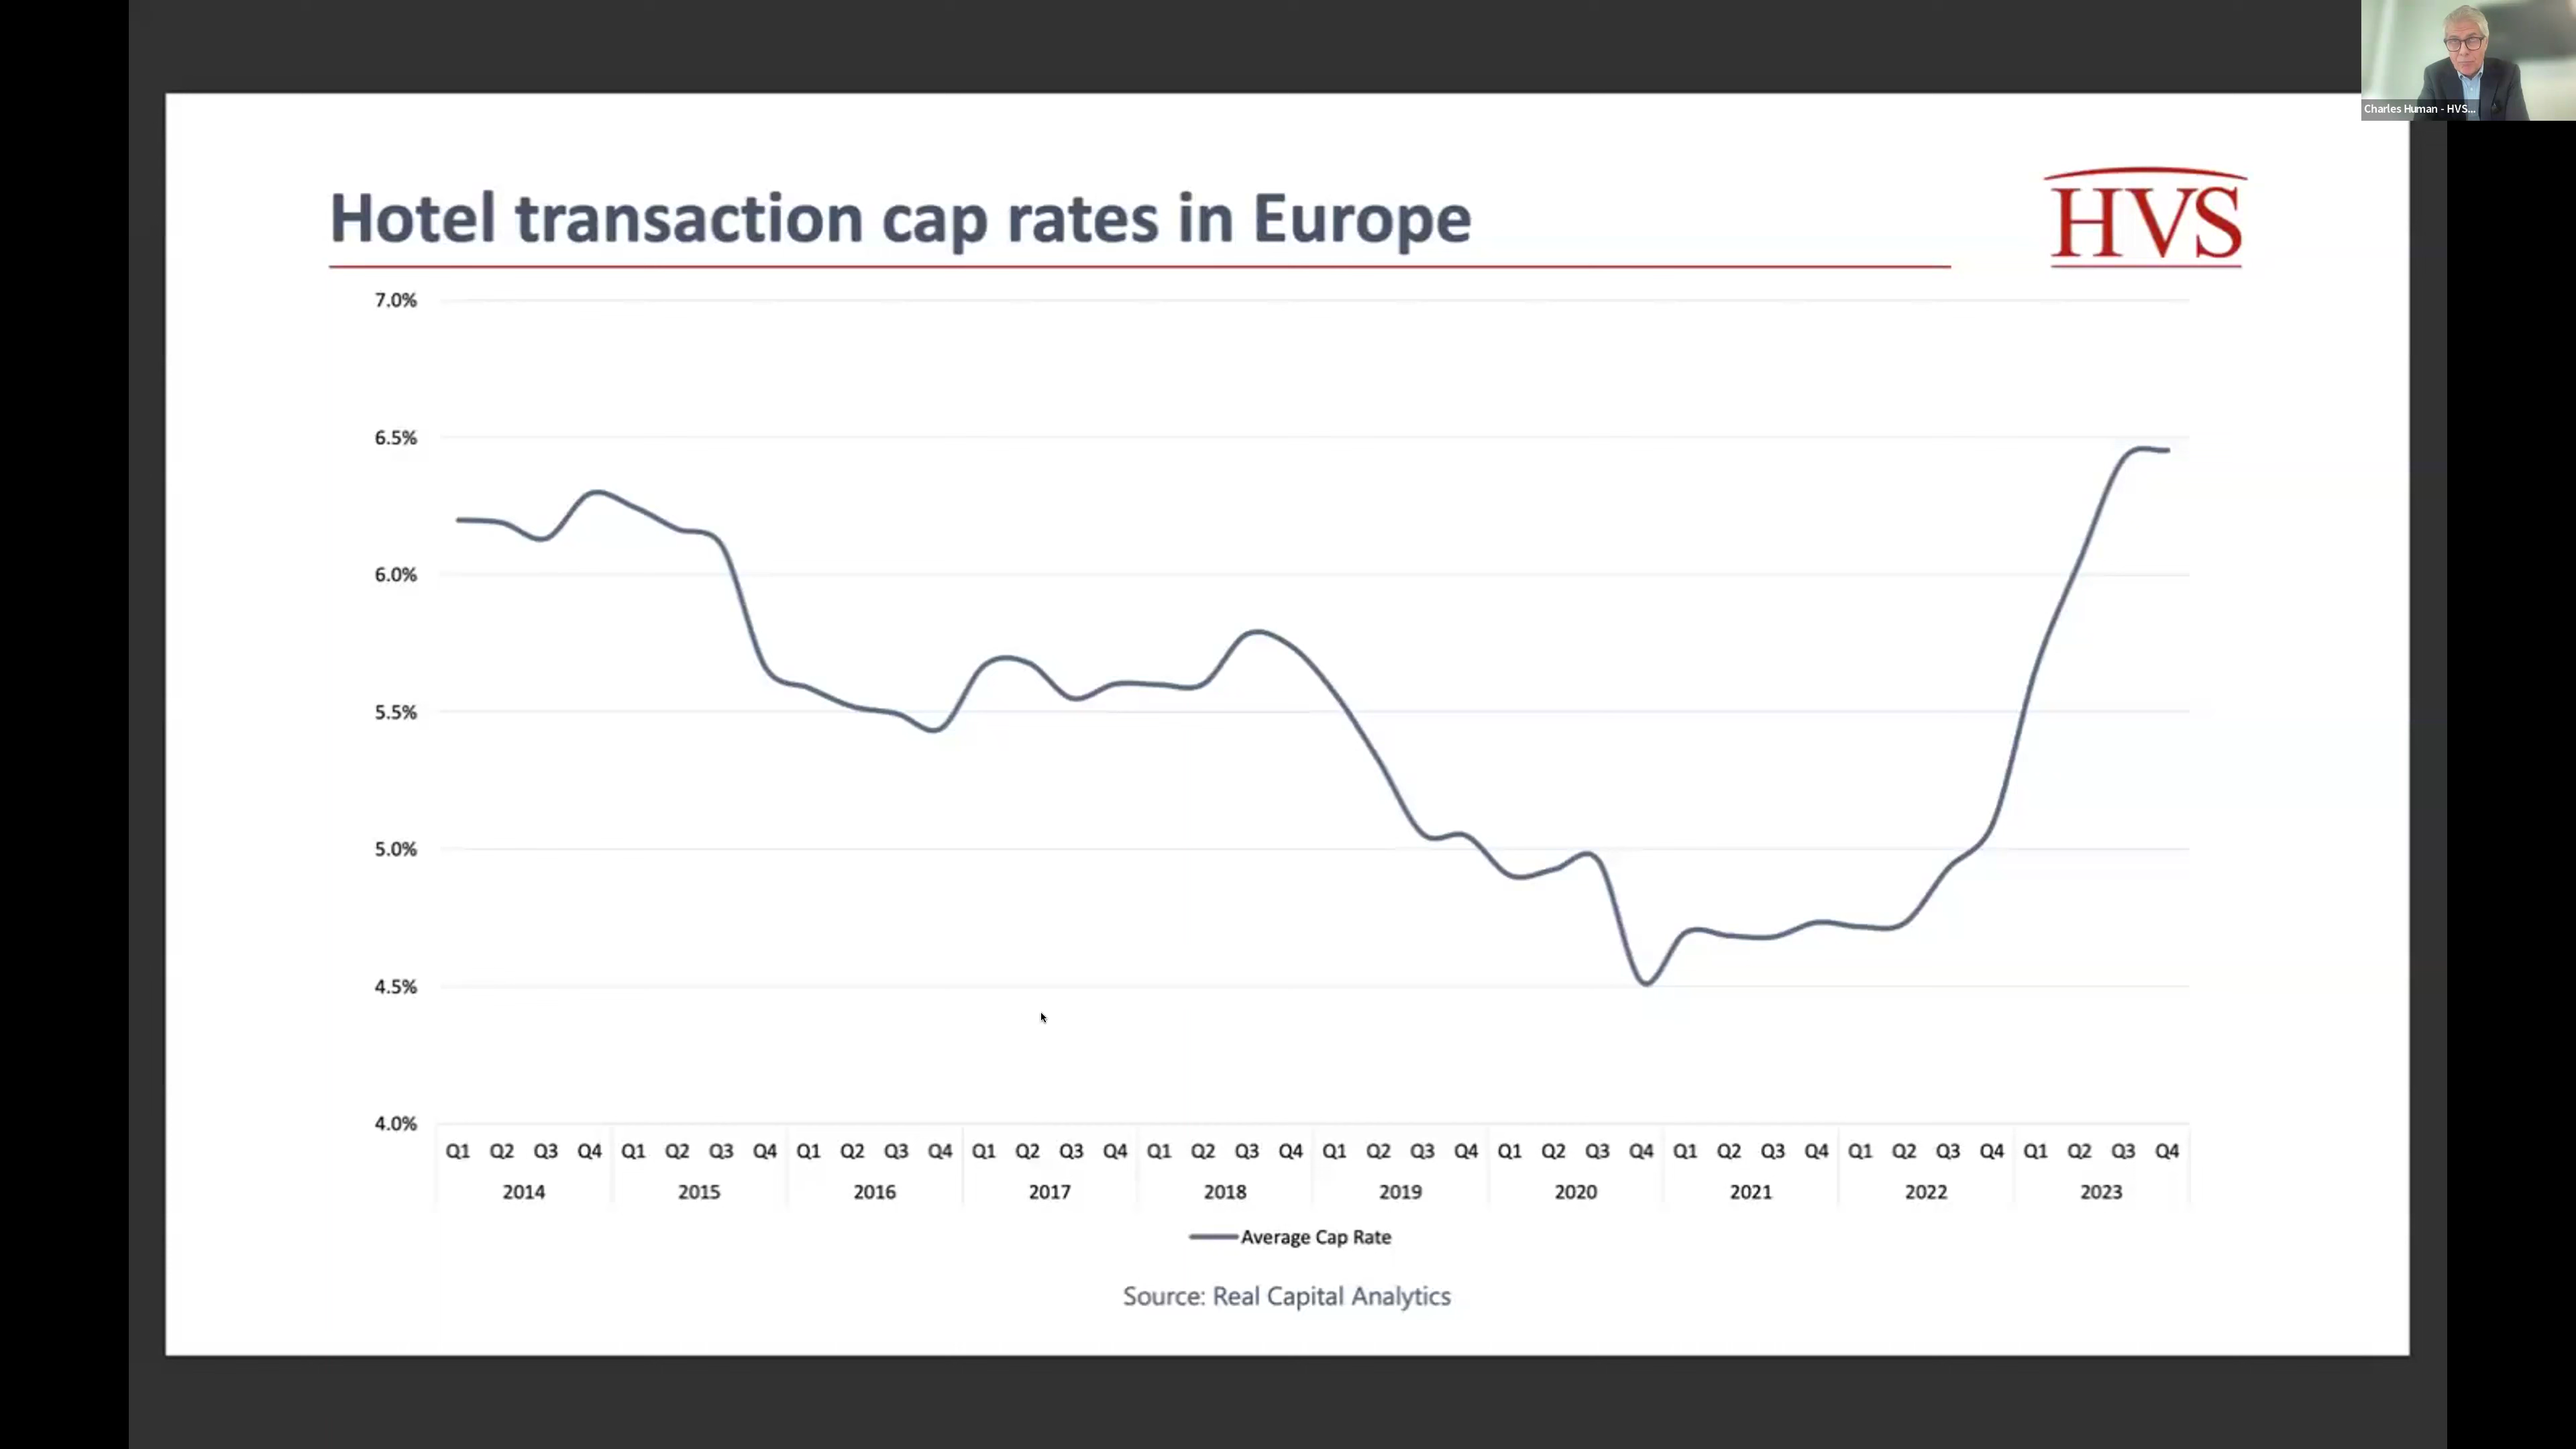 Charles Human - HVS...
Hotel transaction cap rates in Europe
HVS
7.0%
6.5%
6.0%
5.5%
5.0%
4.5%
4.0%
Q1 Q2 Q3 Q4 Q1 Q2 Q3 Q4 Q1 Q2 Q3 Q4 Q1 Q2 Q3 Q4 Q1 Q2 Q3 Q4 Q1 Q2 Q3 Q4 Q1 Q2 Q3 Q4 Q1 Q2 Q3 Q4 Q1 Q2 Q3 Q4 Q1 Q2 Q3 Q4
2014 2015 2016 2017 2018 2019 2020 2021 2022 2023
Average Cap Rate
Source: Real Capital Analytics